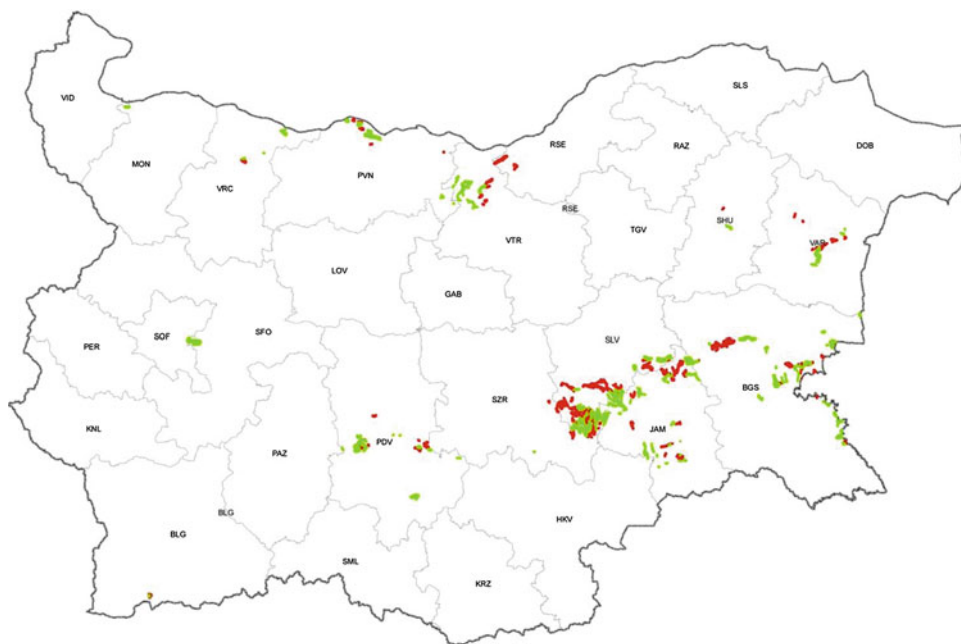 SLS
VID
RSE
RAZ
DOB
MON
PVN
VRC
RSE
SHU
VTR
TGV
VAR
LOV
GAB
SOF
SFO
SLV
PER
BGS
SZR
KNL
JAM
PDV
PAZ
BLG
HKV
BLG
SML
KRZ